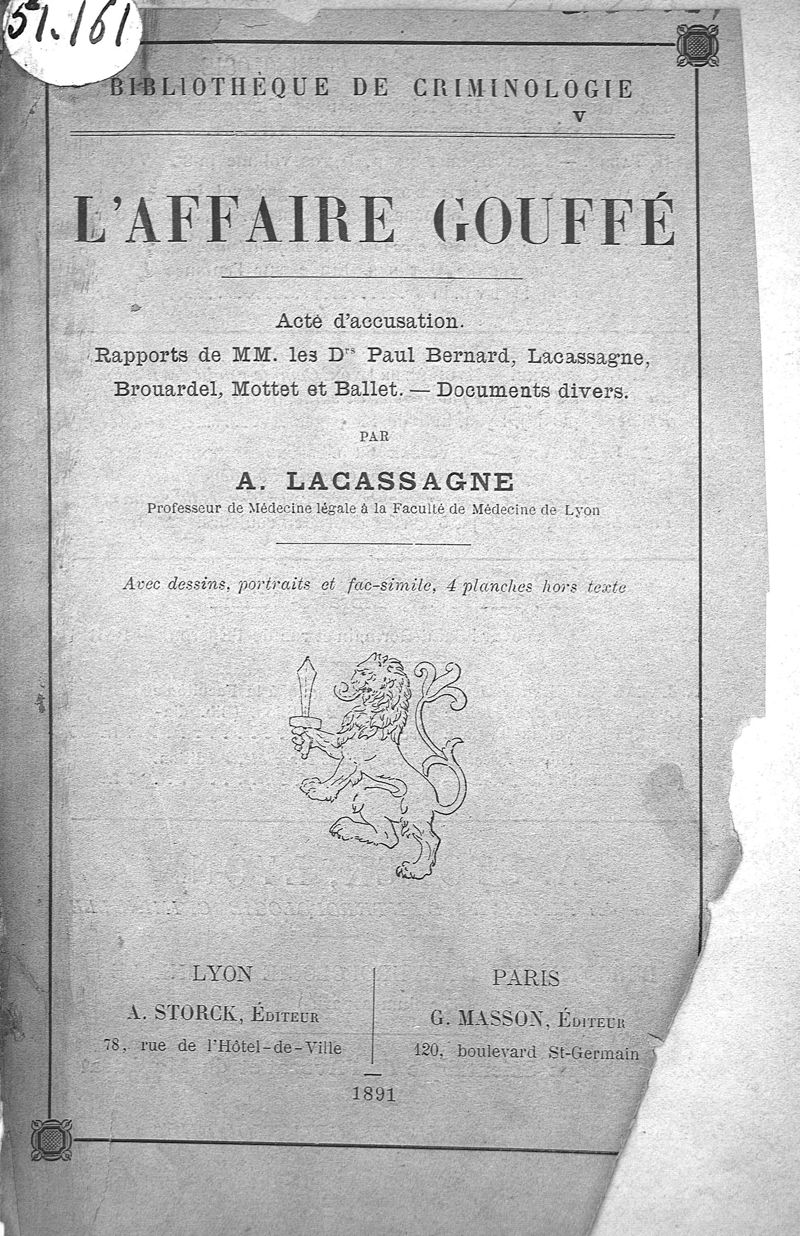 51.161
BIBLIOTHÈQUE DE CRIMINOLOGIE
V
L'AFFAIRE GOUFFÉ
Acte d'accusation.
Rapports de MM. les Drs Paul Bernard, Lacassagne,
Brouardel, Mottet et Ballet. — Documents divers.
PAR
A. LACASSAGNE
Professeur de Médecine légale à la Faculté de Médecine de Lyon
Avec dessins, portraits et fac-simile, 4 planches hors texte
LYON
A. STORCK, ÉDITEUR
78, rue de l'Hôtel-de-Ville
PARIS
G. MASSON, ÉDITEUR
120, boulevard St-Germain
1891